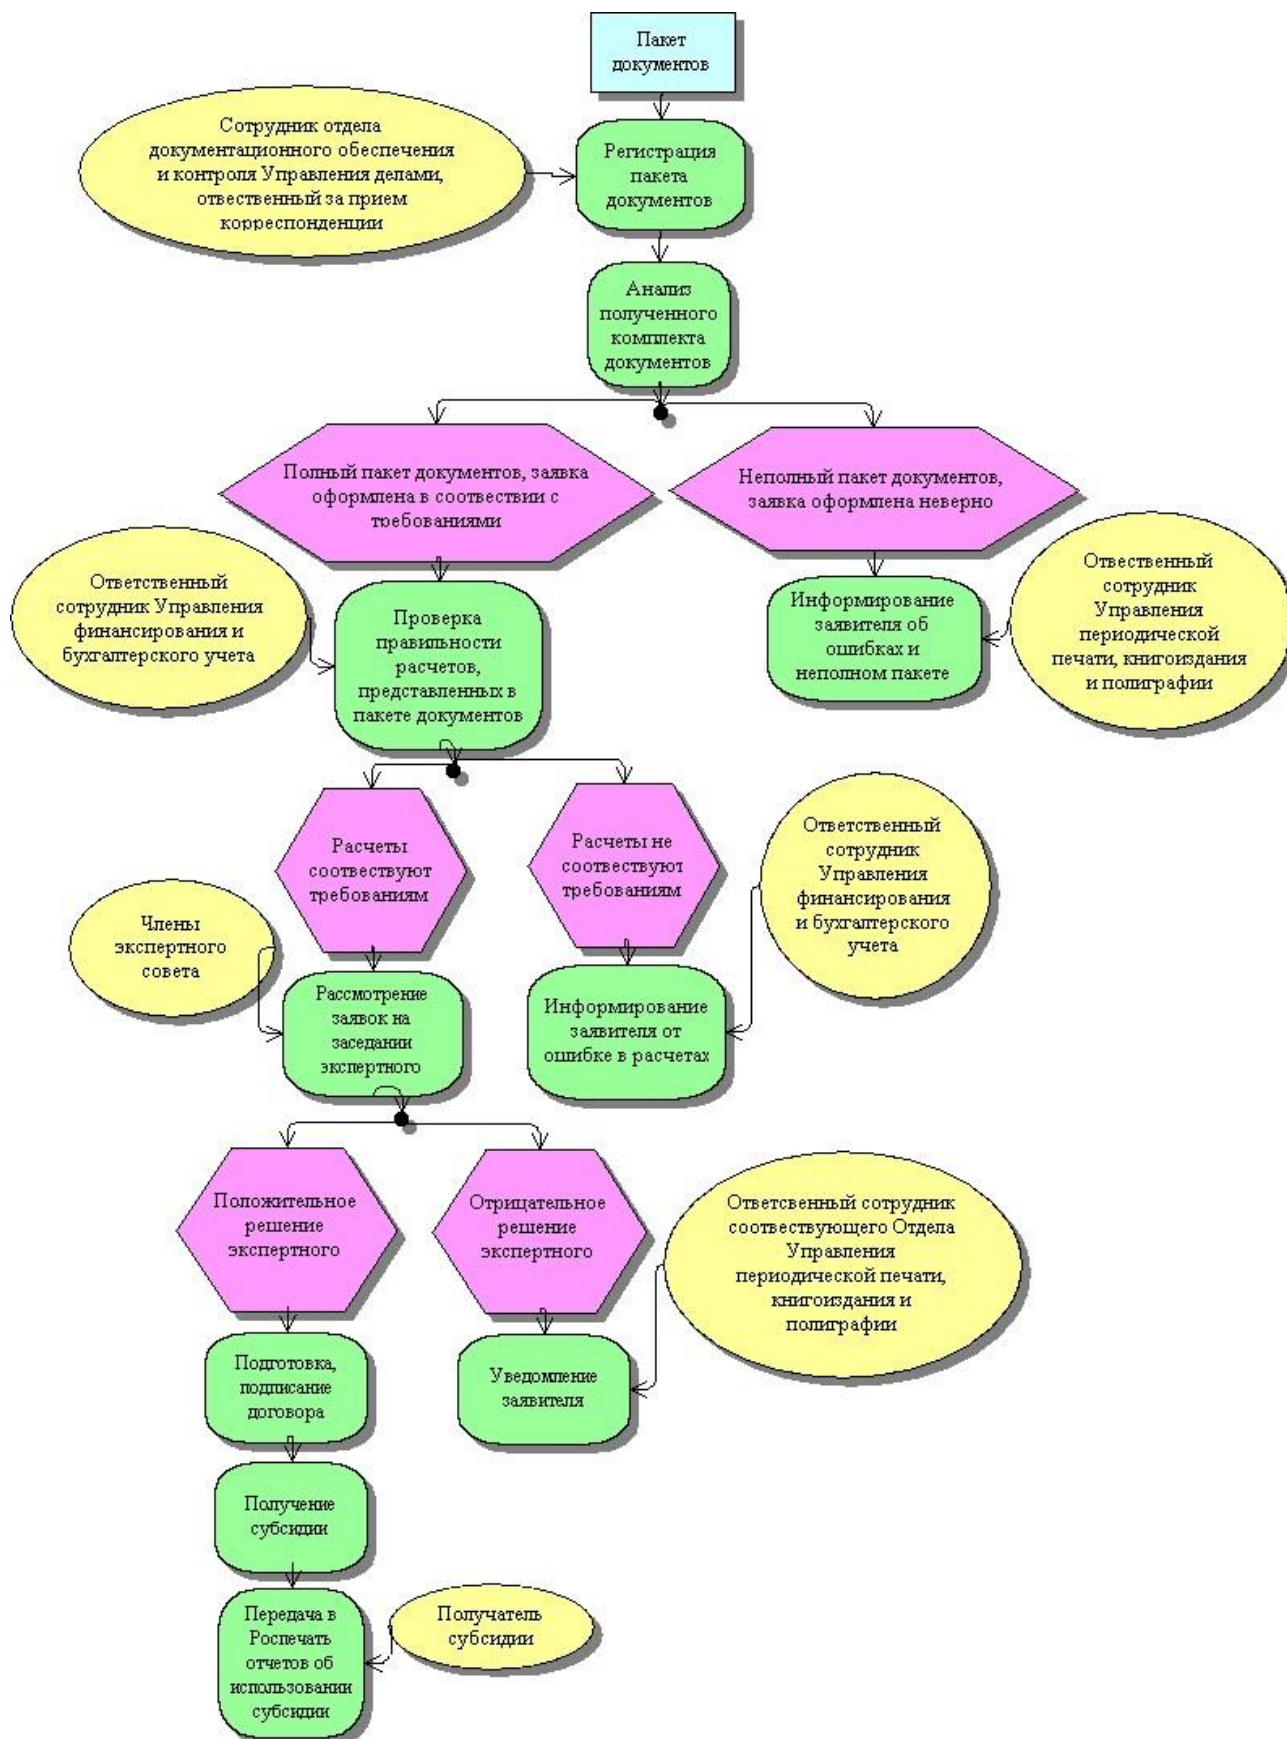 Пакет
документов
Сотрудник отдела
документационного обеспечения
и контроля Управления делами,
отвественный за прием
корреспонденции
Регистрация
пакета
документов
Анализ
полученного
комплекта
документов
Полный пакет документов, заявка
оформлена в соотвествии с
требованиями
Неполный пакет документов,
заявка оформлена неверно
Ответственный
сотрудник Управления
финансирования и
бухгалтерского учета
Проверка
правильности
расчетов,
представленных в
пакете документов
Информирование
заявителя об
ошибках и
неполном пакете
Отвественный
сотрудник
Управления
периодической
печати, книгоиздания
и полиграфии
Расчеты
соотвествуют
требованиям
Расчеты не
соотвествуют
требованиям
Ответственный
сотрудник
Управления
финансирования
и бухгалтерского
учета
Члены
экспертного
совета
Рассмотрение
заявок на
заседании
экспертного
Информирование
заявителя от
ошибке в расчетах
Положительное
решение
экспертного
Отрицательное
решение
экспертного
Ответсвенный сотрудник
соотвествующего Отдела
Управления
периодической печати,
книгоиздания и
полиграфии
Подготовка,
подписание
договора
Уведомление
заявителя
Получение
субсидии
Передача в
Роспечать
отчетов об
использовании
субсидии
Получатель
субсидии